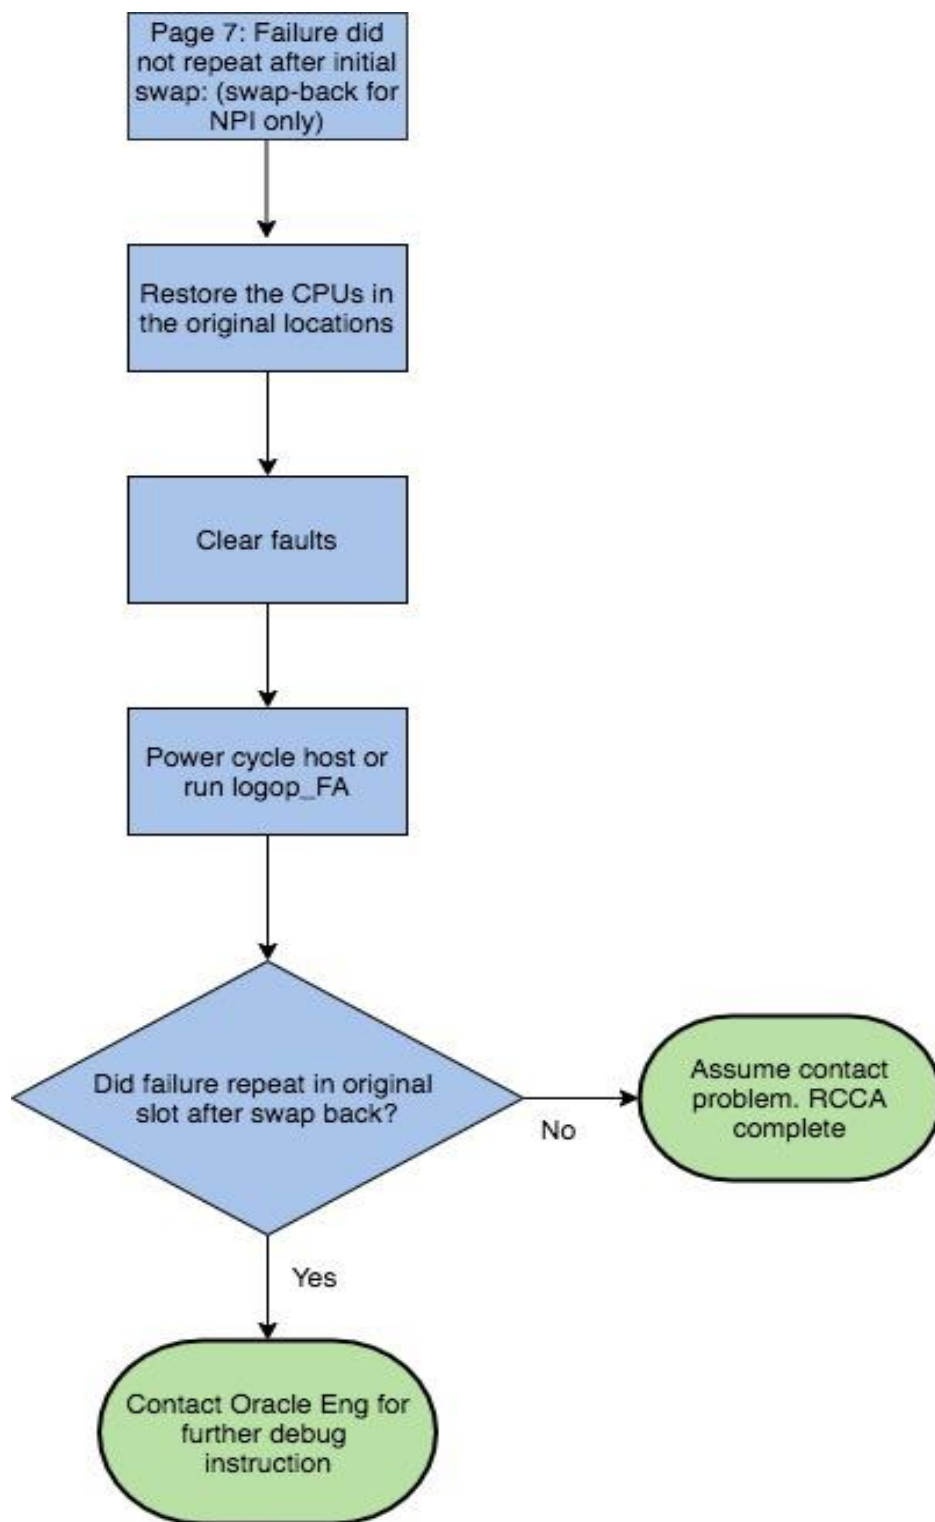 Page 7: Failure did
not repeat after initial
swap: (swap-back for
NPI only)
Restore the CPUs in
the original locations
Clear faults
Power cycle host or
run logop_FA
Did failure repeat in original
slot after swap back?
No
Assume contact
problem. RCCA
complete
Yes
Contact Oracle Eng for
further debug
instruction